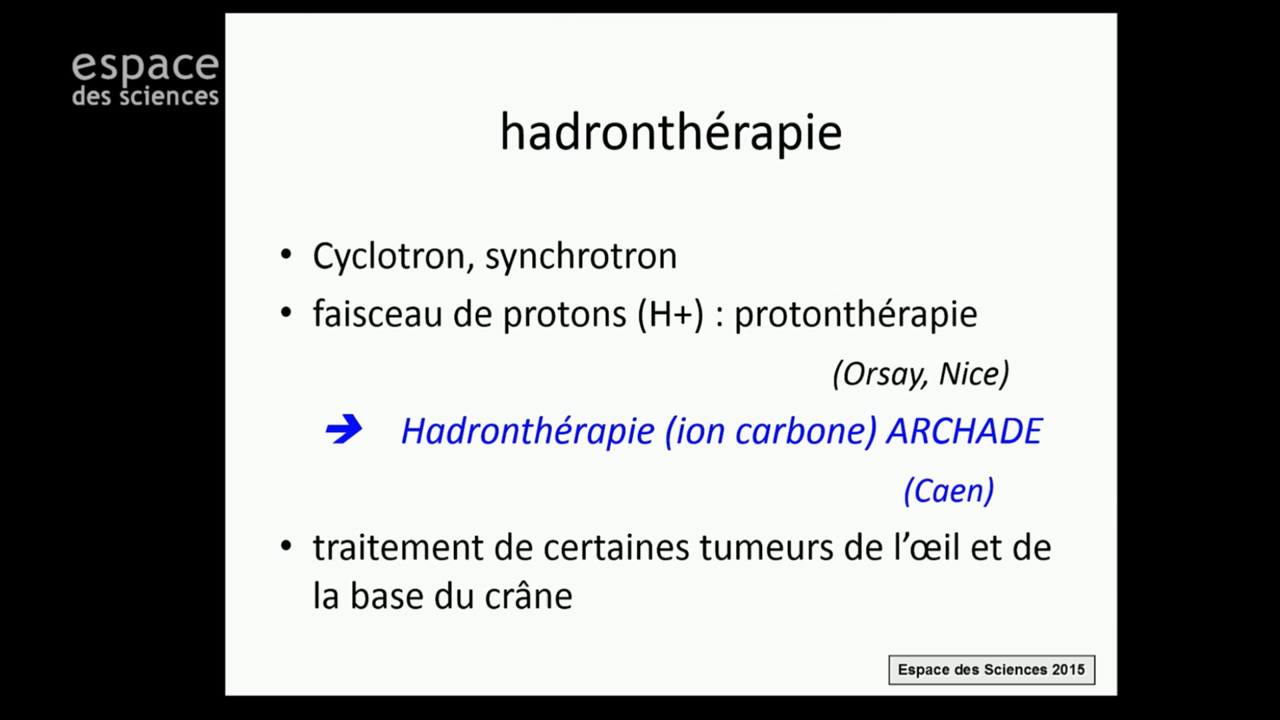 espace
des sciences
hadronthérapie
• Cyclotron, synchrotron
• faisceau de protons (H+) : protonthérapie
(Orsay, Nice)
➔ Hadronthérapie (ion carbone) ARCHADE
(Caen)
• traitement de certaines tumeurs de l’œil et de
la base du crâne
Espace des Sciences 2015